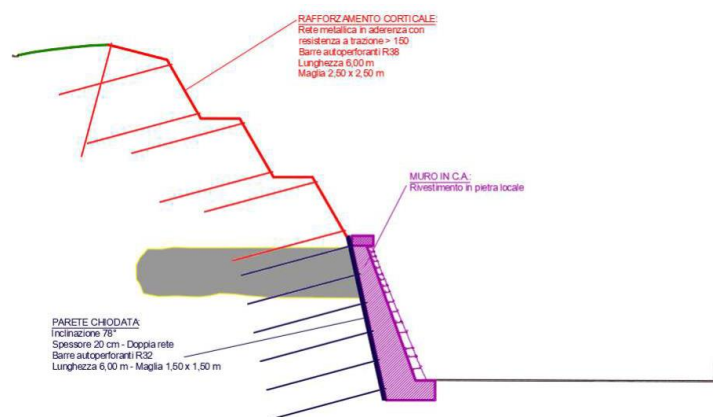 RAFFORZAMENTO CORTICALE:
Rete metallica in aderenza con
resistenza a trazione > 150
Barre autoperforanti R38
Lunghezza 6,00 m
Maglia 2,50 x 2,50 m
MURO IN C.A.:
Rivestimento in pietra locale
PARETE CHIODATA:
Inclinazione 78°
Spessore 20 cm - Doppia rete
Barre autoperforanti R32
Lunghezza 6,00 m - Maglia 1,50 x 1,50 m